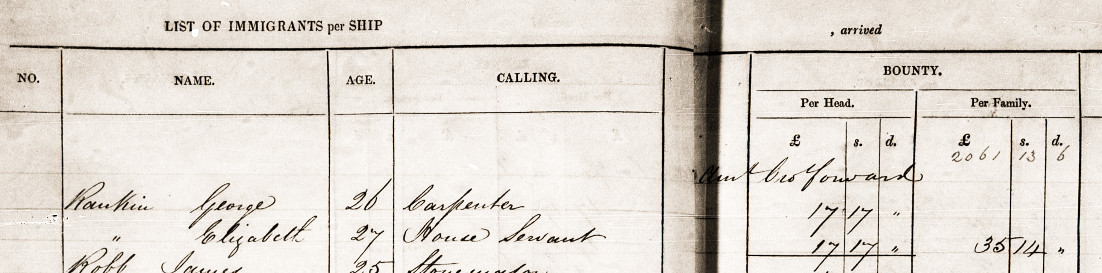 LIST OF IMMIGRANTS per SHIP , arrived
NO. NAME. AGE. CALLING. BOUNTY.
Per Head. Per Family.
£ s. d. £ s. d.
2061 13 6
Amt Cao forward
Rankin George 26 Carpenter 17 17 "
" Elizabeth 27 House Servant 17 17 " 35 14 "
Robb James 25 Stonemason